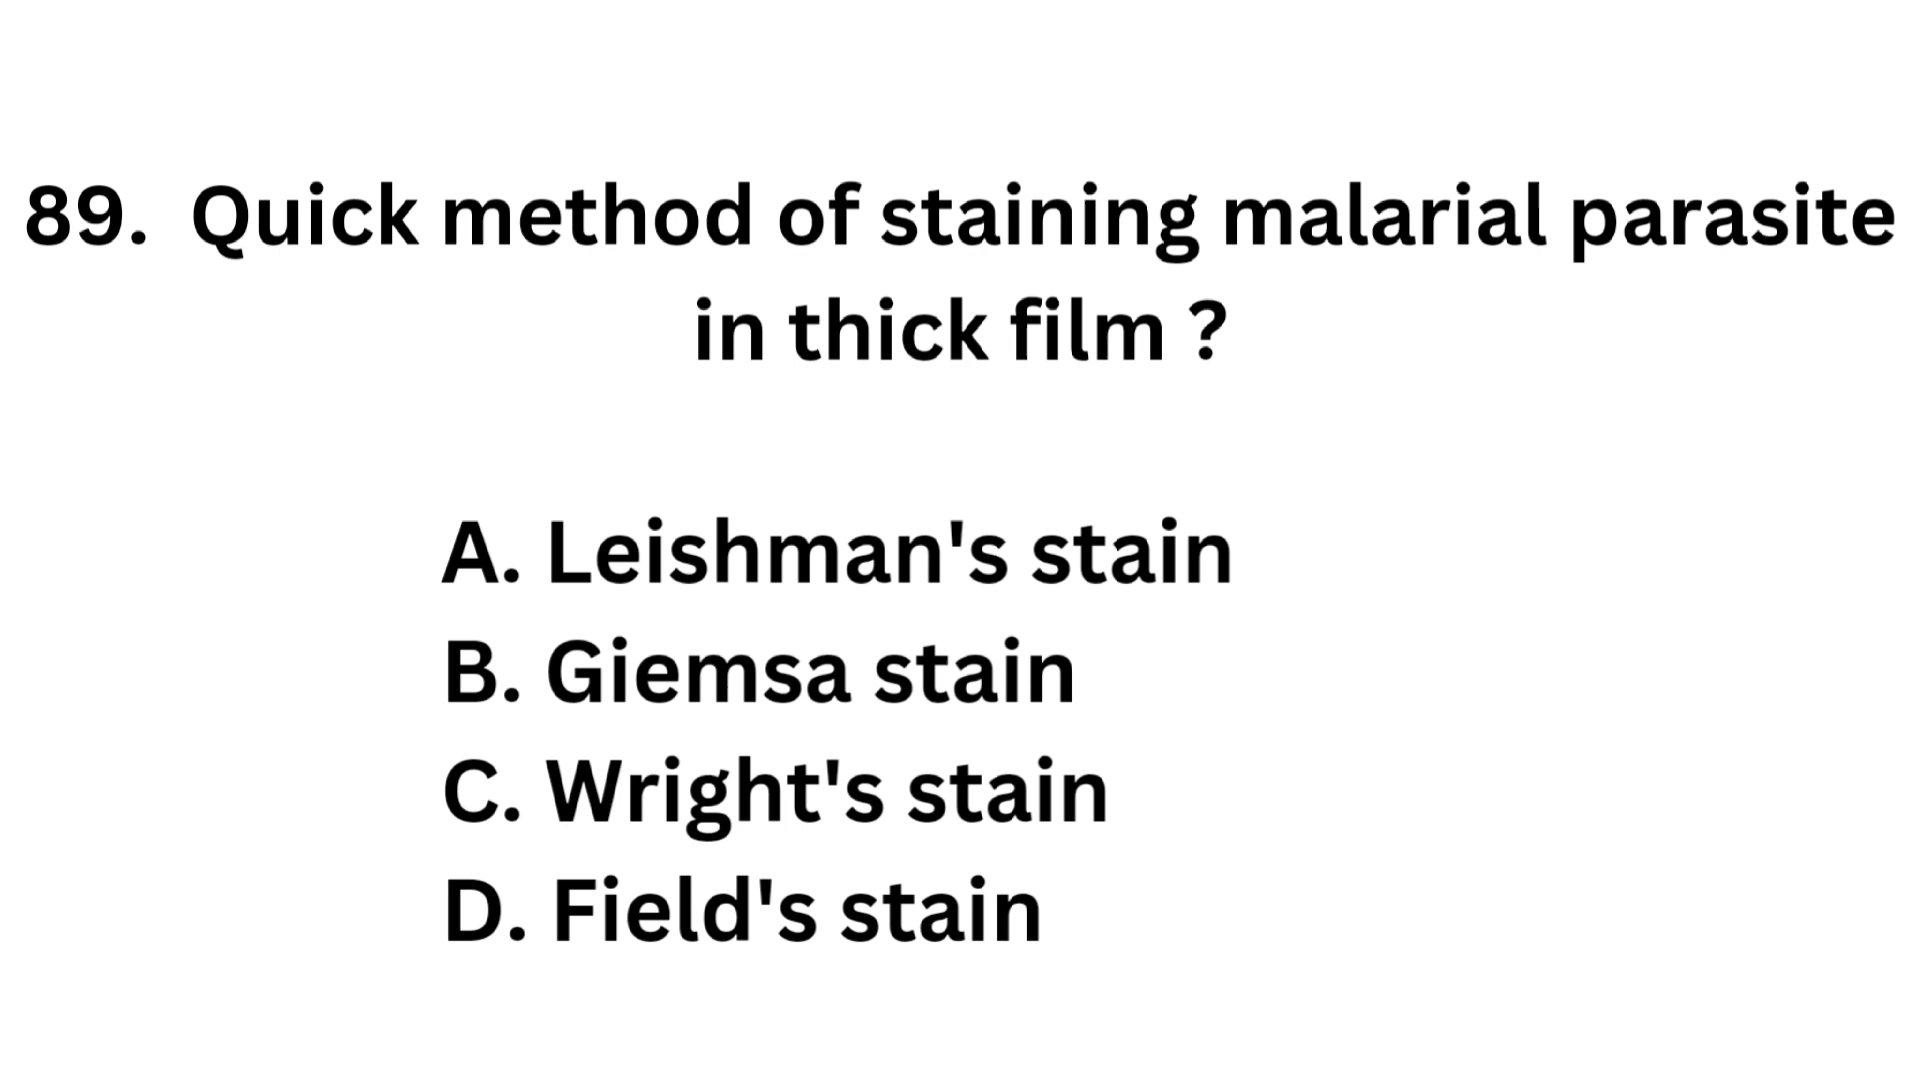 89. Quick method of staining malarial parasite
in thick film ?
A. Leishman's stain
B. Giemsa stain
C. Wright's stain
D. Field's stain